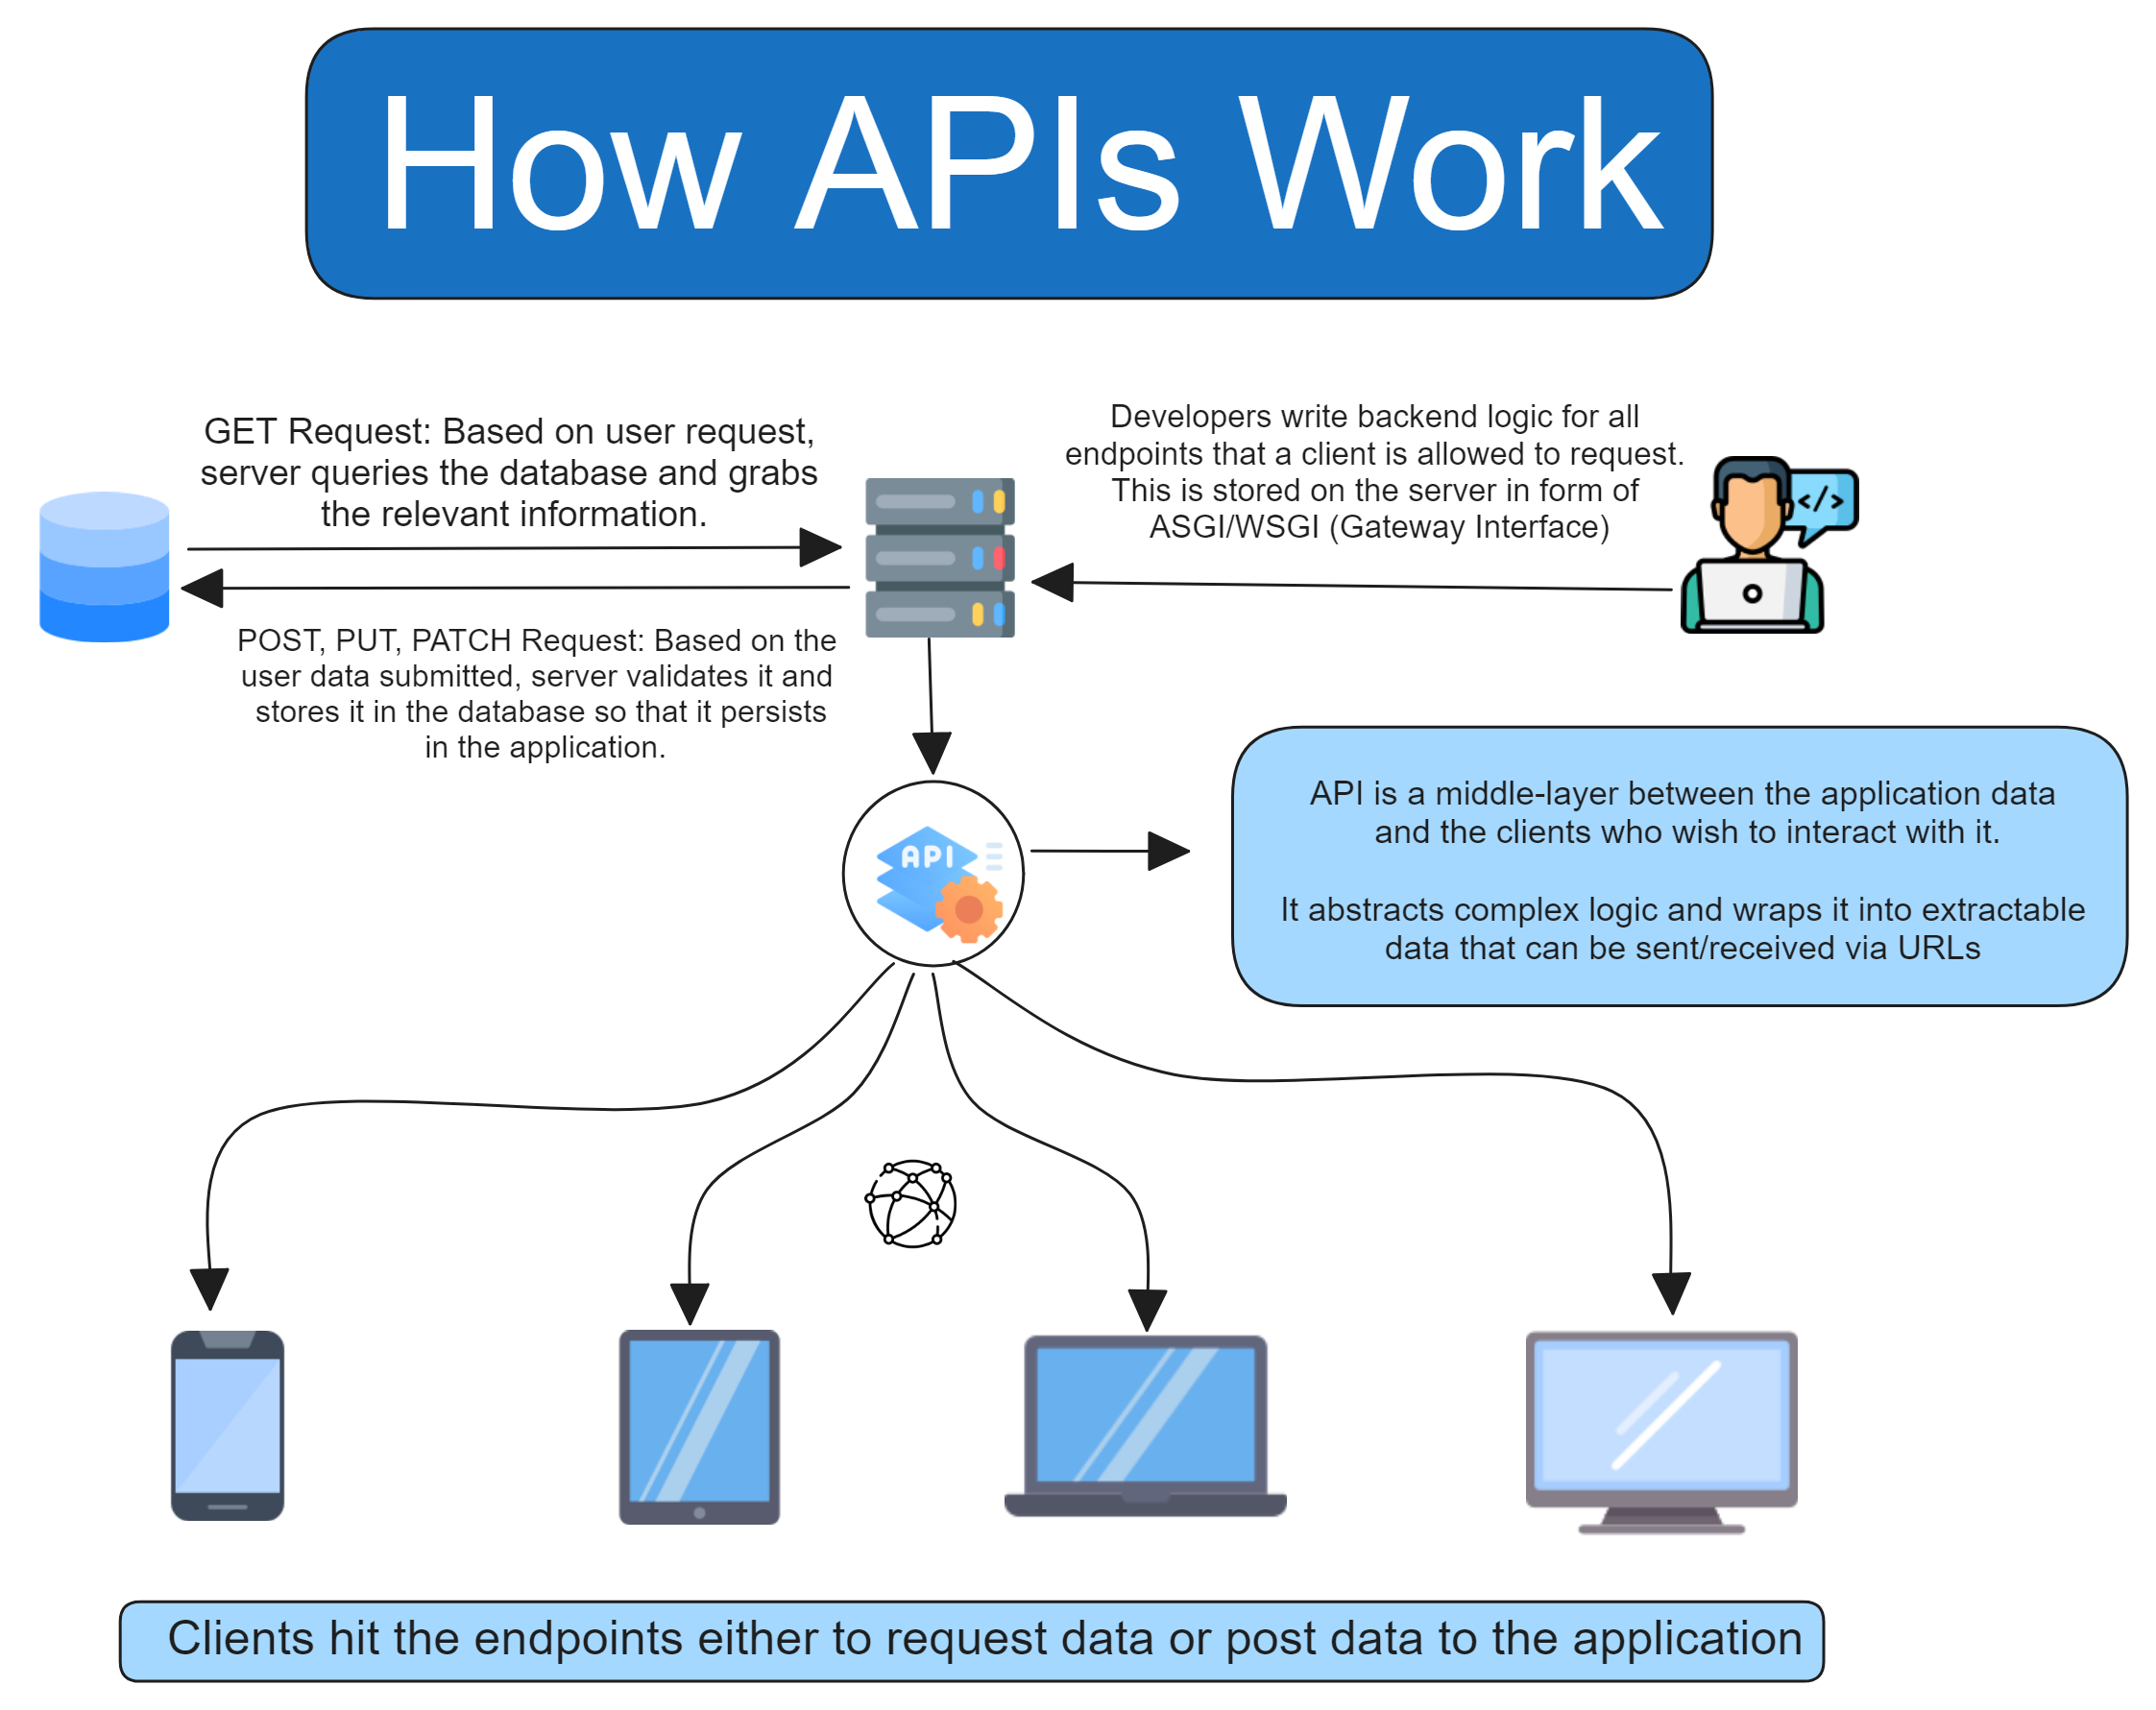 How APIs Work
GET Request: Based on user request,
server queries the database and grabs
the relevant information.
Developers write backend logic for all
endpoints that a client is allowed to request.
This is stored on the server in form of
ASGI/WSGI (Gateway Interface)
</>
POST, PUT, PATCH Request: Based on the
user data submitted, server validates it and
stores it in the database so that it persists
in the application.
API
API is a middle-layer between the application data
and the clients who wish to interact with it.
It abstracts complex logic and wraps it into extractable
data that can be sent/received via URLs
Clients hit the endpoints either to request data or post data to the application